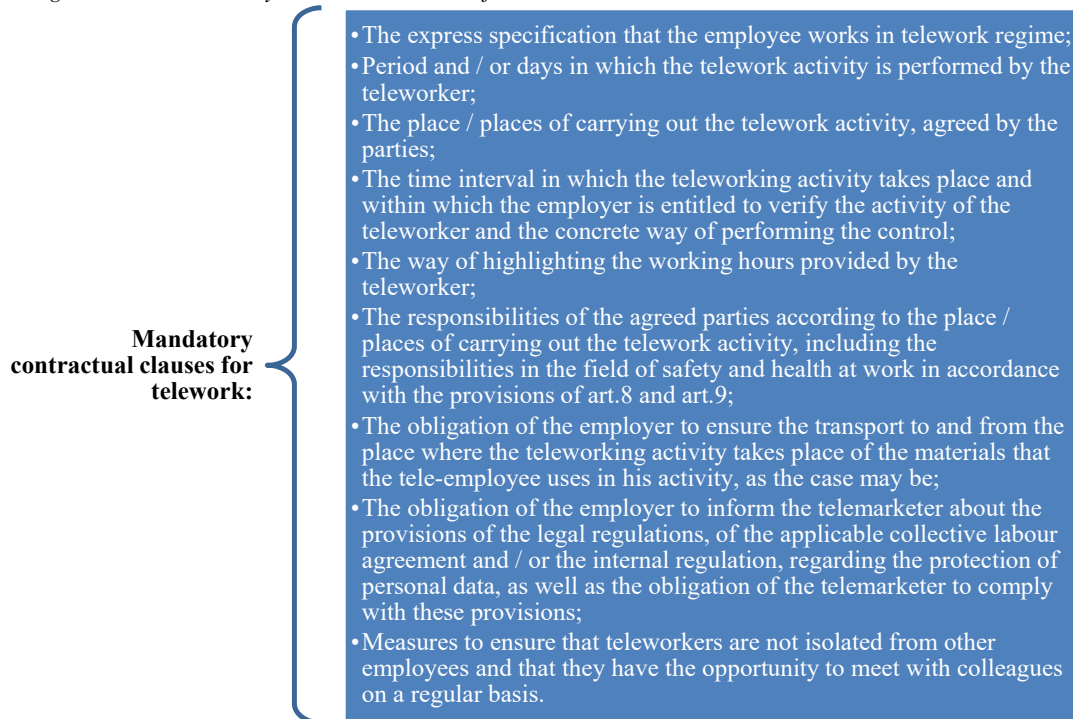 Mandatory
contractual clauses for
telework:
•The express specification that the employee works in telework regime;
•Period and / or days in which the telework activity is performed by the
teleworker;
•The place / places of carrying out the telework activity, agreed by the
parties;
•The time interval in which the teleworking activity takes place and
within which the employer is entitled to verify the activity of the
teleworker and the concrete way of performing the control;
•The way of highlighting the working hours provided by the
teleworker;
•The responsibilities of the agreed parties according to the place /
places of carrying out the telework activity, including the
responsibilities in the field of safety and health at work in accordance
with the provisions of art.8 and art.9;
•The obligation of the employer to ensure the transport to and from the
place where the teleworking activity takes place of the materials that
the tele-employee uses in his activity, as the case may be;
•The obligation of the employer to inform the telemarketer about the
provisions of the legal regulations, of the applicable collective labour
agreement and / or the internal regulation, regarding the protection of
personal data, as well as the obligation of the telemarketer to comply
with these provisions;
•Measures to ensure that teleworkers are not isolated from other
employees and that they have the opportunity to meet with colleagues
on a regular basis.